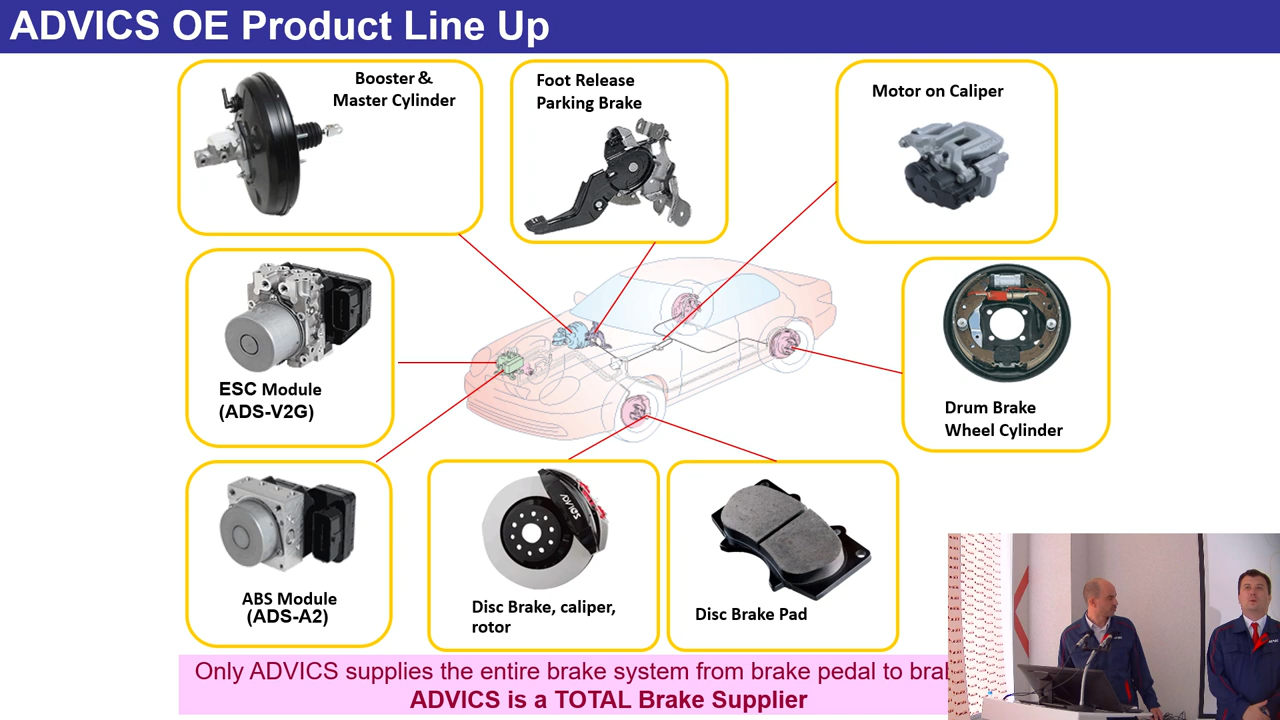 ADVICS OE Product Line Up
Booster &
Master Cylinder
Foot Release
Parking Brake
Motor on Caliper
ESC Module
(ADS-V2G)
Drum Brake
Wheel Cylinder
ABS Module
(ADS-A2)
ADVICS
Disc Brake, caliper,
rotor
Disc Brake Pad
Only ADVICS supplies the entire brake system from brake pedal to
ADVICS is a TOTAL Brake Supplier